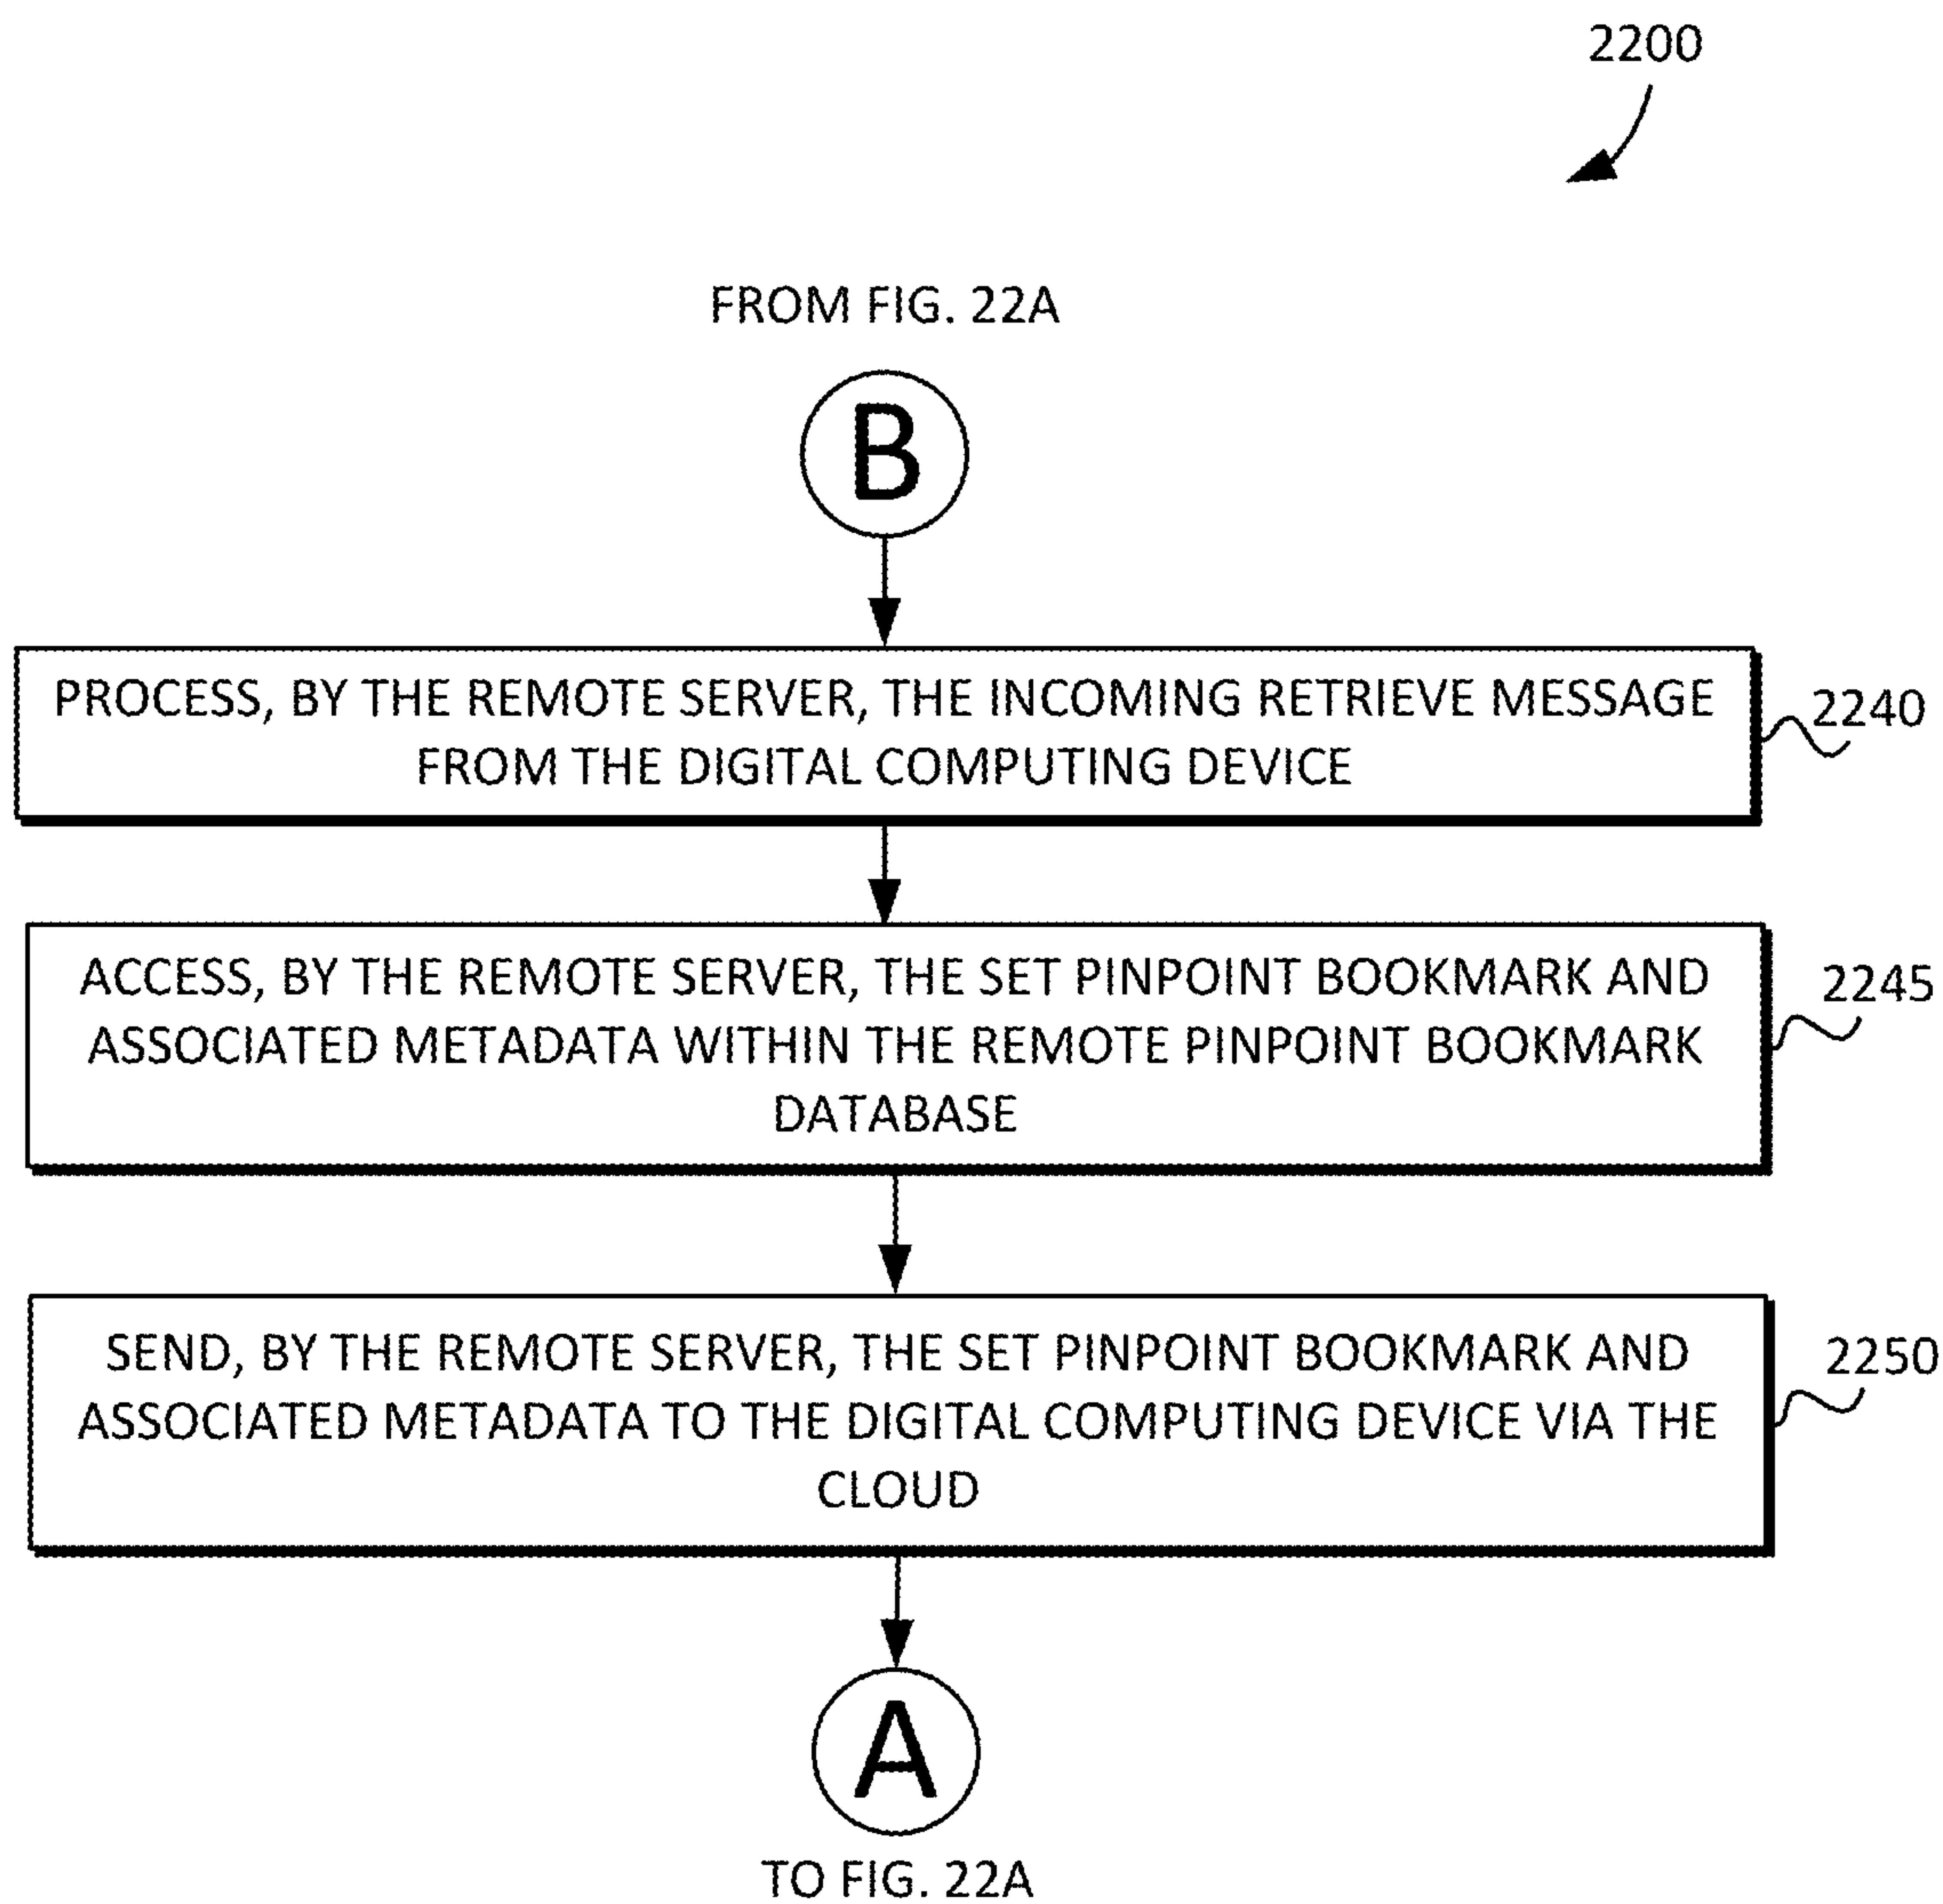 2200
FROM FIG. 22A
B
PROCESS, BY THE REMOTE SERVER, THE INCOMING RETRIEVE MESSAGE
FROM THE DIGITAL COMPUTING DEVICE
2240
ACCESS, BY THE REMOTE SERVER, THE SET PINPOINT BOOKMARK AND
ASSOCIATED METADATA WITHIN THE REMOTE PINPOINT BOOKMARK
DATABASE
2245
SEND, BY THE REMOTE SERVER, THE SET PINPOINT BOOKMARK AND
ASSOCIATED METADATA TO THE DIGITAL COMPUTING DEVICE VIA THE
CLOUD
2250
A
TO FIG. 22A